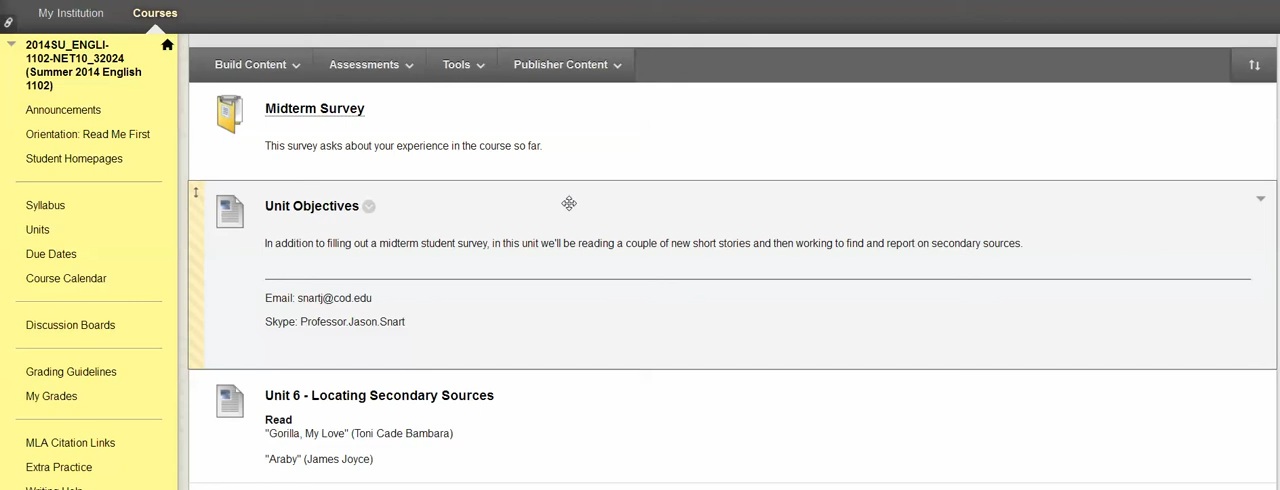 My Institution
Courses
2014SU_ENGLI-
1102-NET10_32024
(Summer 2014 English
1102)
Announcements
Orientation: Read Me First
Student Homepages
Syllabus
Units
Due Dates
Course Calendar
Discussion Boards
Grading Guidelines
My Grades
MLA Citation Links
Extra Practice
Writing Help
Build Content
Assessments
Tools
Publisher Content
Midterm Survey
This survey asks about your experience in the course so far.
Unit Objectives
In addition to filling out a midterm student survey, in this unit we'll be reading a couple of new short stories and then working to find and report on secondary sources.
Email: snartj@cod.edu
Skype: Professor.Jason.Snart
Unit 6 - Locating Secondary Sources
Read
"Gorilla, My Love" (Toni Cade Bambara)
"Araby" (James Joyce)